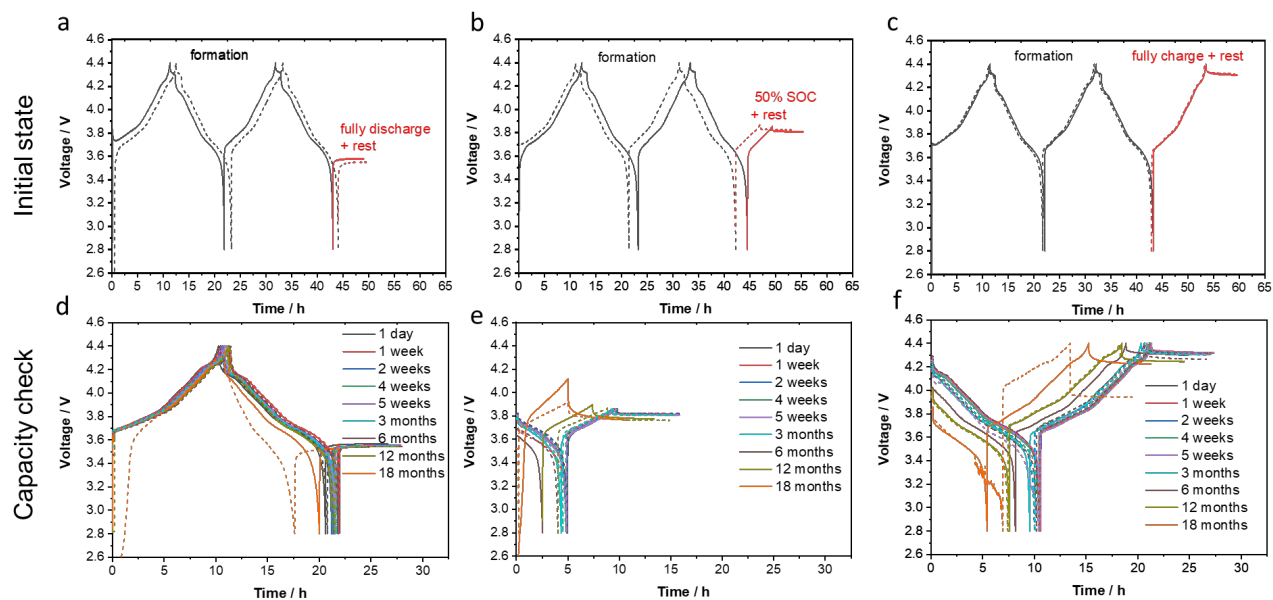 a
b
c
Initial state
Voltage / V
4.6
4.4
4.2
4.0
3.8
3.6
3.4
3.2
3.0
2.8
2.6
formation
fully discharge
+ rest
0 5 10 15 20 25 30 35 40 45 50 55 60 65
Time / h
Voltage / V
4.6
4.4
4.2
4.0
3.8
3.6
3.4
3.2
3.0
2.8
2.6
formation
50% SOC
+ rest
0 5 10 15 20 25 30 35 40 45 50 55 60 65
Time / h
Voltage / V
4.6
4.4
4.2
4.0
3.8
3.6
3.4
3.2
3.0
2.8
2.6
formation
fully charge + rest
0 5 10 15 20 25 30 35 40 45 50 55 60 65
Time / h
d
e
f
Capacity check
Voltage / V
4.6
4.4
4.2
4.0
3.8
3.6
3.4
3.2
3.0
2.8
2.6
1 day
1 week
2 weeks
4 weeks
5 weeks
3 months
6 months
12 months
18 months
0 5 10 15 20 25 30
Time / h
Voltage / V
4.6
4.4
4.2
4.0
3.8
3.6
3.4
3.2
3.0
2.8
2.6
1 day
1 week
2 weeks
4 weeks
5 weeks
3 months
6 months
12 months
18 months
0 5 10 15 20 25 30
Time / h
Voltage / V
4.6
4.4
4.2
4.0
3.8
3.6
3.4
3.2
3.0
2.8
2.6
1 day
1 week
2 weeks
4 weeks
5 weeks
3 months
6 months
12 months
18 months
0 5 10 15 20 25 30
Time / h